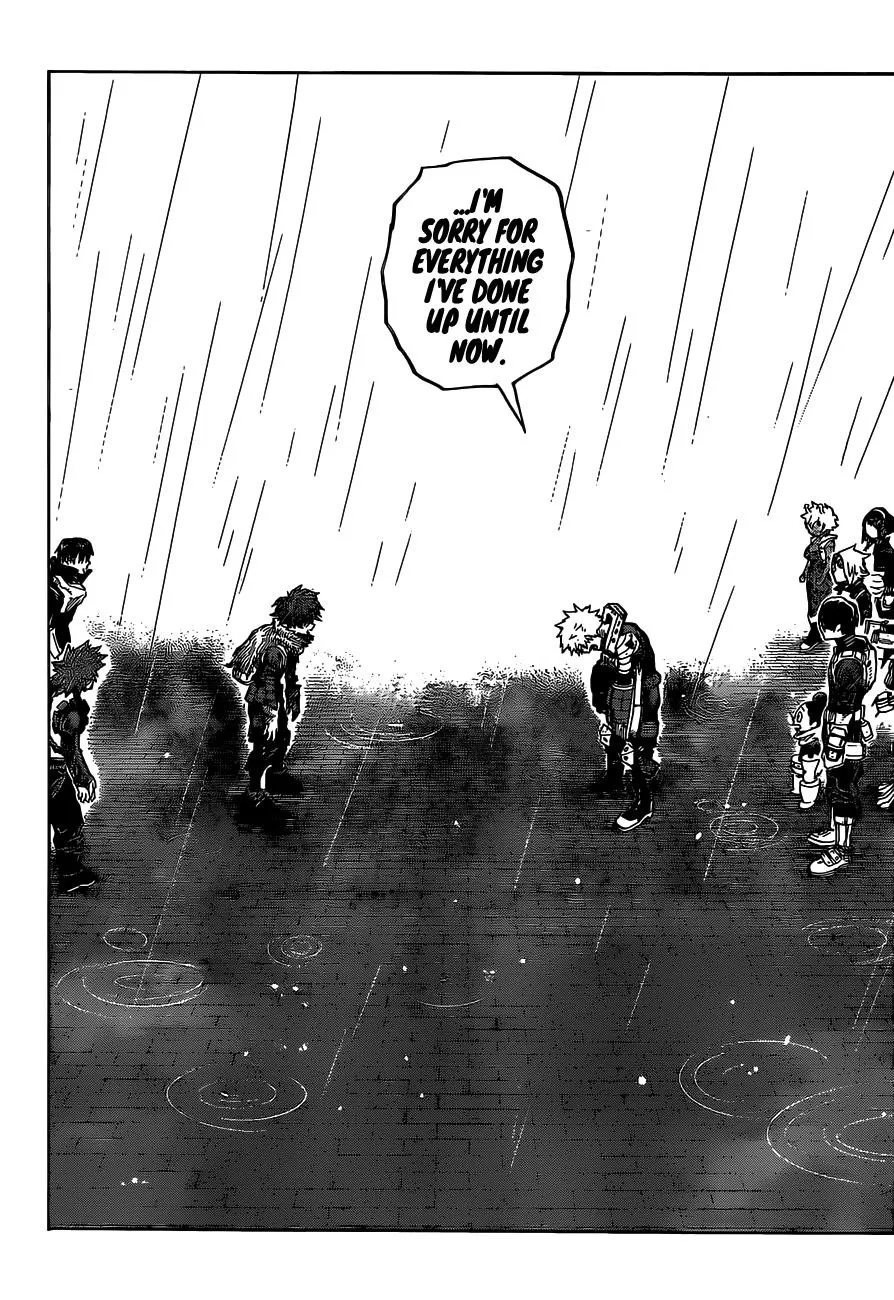 ...I'M
SORRY FOR
EVERYTHING
I'VE DONE
UP UNTIL
NOW.